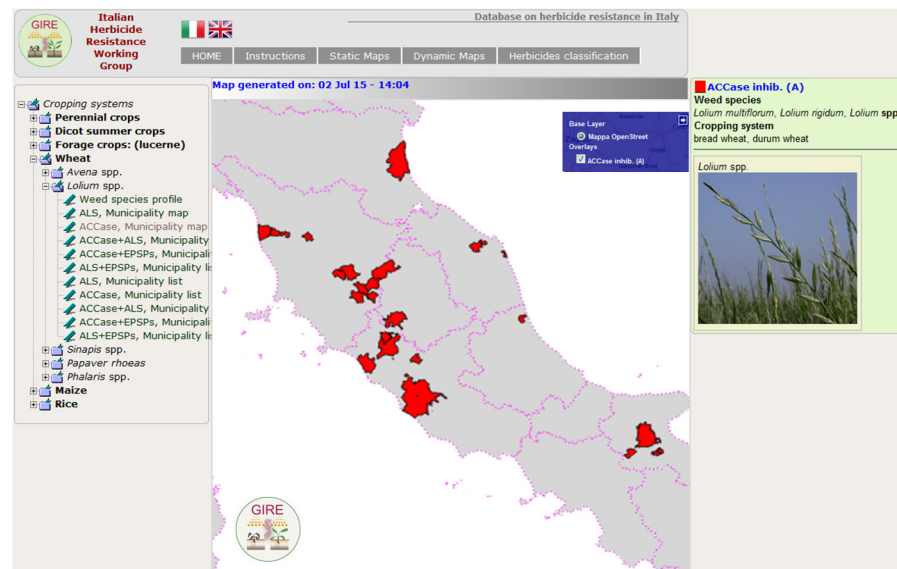 GIRE
Italian
Herbicide
Resistance
Working
Group
Database on herbicide resistance in Italy
HOME
Instructions
Static Maps
Dynamic Maps
Herbicides classification
Cropping systems
Perennial crops
Dicot summer crops
Forage crops: (lucerne)
Wheat
Avena spp.
Lolium spp.
Weed species profile
ALS, Municipality map
ACCase, Municipality map
ACCase+ALS, Municipality
ACCase+EPSPs, Municipali
ALS+EPSPs, Municipality li
ALS, Municipality list
ACCase, Municipality list
ACCase+ALS, Municipality
ACCase+EPSPs, Municipali
ALS+EPSPs, Municipality li
Sinapis spp.
Papaver rhoeas
Phalaris spp.
Maize
Rice
Map generated on: 02 Jul 15 - 14:04
Base Layer
Mappa OpenStreet
Overlays
ACCase inhib. (A)
GIRE
ACCase inhib. (A)
Weed species
Lolium multiflorum, Lolium rigidum, Lolium spp
Cropping system
bread wheat, durum wheat
Lolium spp.